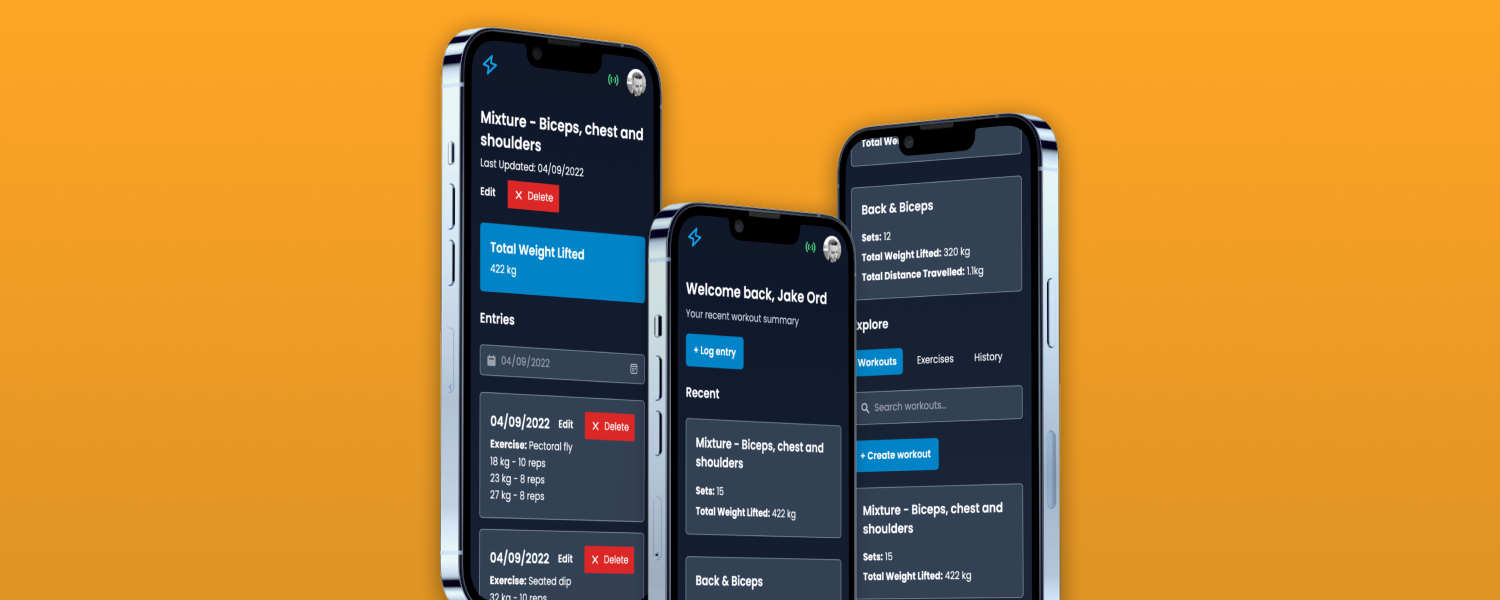 Mixture - Biceps, chest and
shoulders
Last Updated: 04/09/2022
Edit
Delete
Total Weight Lifted
422 kg
Entries
04/09/2022
04/09/2022 Edit Delete
Exercise: Pectoral fly
18 kg - 10 reps
23 kg - 8 reps
27 kg - 8 reps
04/09/2022 Edit Delete
Exercise: Seated dip
32 kg - 10 reps
Welcome back, Jake Ord
Your recent workout summary
+ Log entry
Recent
Mixture - Biceps, chest and
shoulders
Sets: 15
Total Weight Lifted: 422 kg
Back & Biceps
Total Wei
Back & Biceps
Sets: 12
Total Weight Lifted: 320 kg
Total Distance Travelled: 1.1kg
xplore
Workouts Exercises History
Search workouts...
+ Create workout
Mixture - Biceps, chest and
shoulders
Sets: 15
Total Weight Lifted: 422 kg